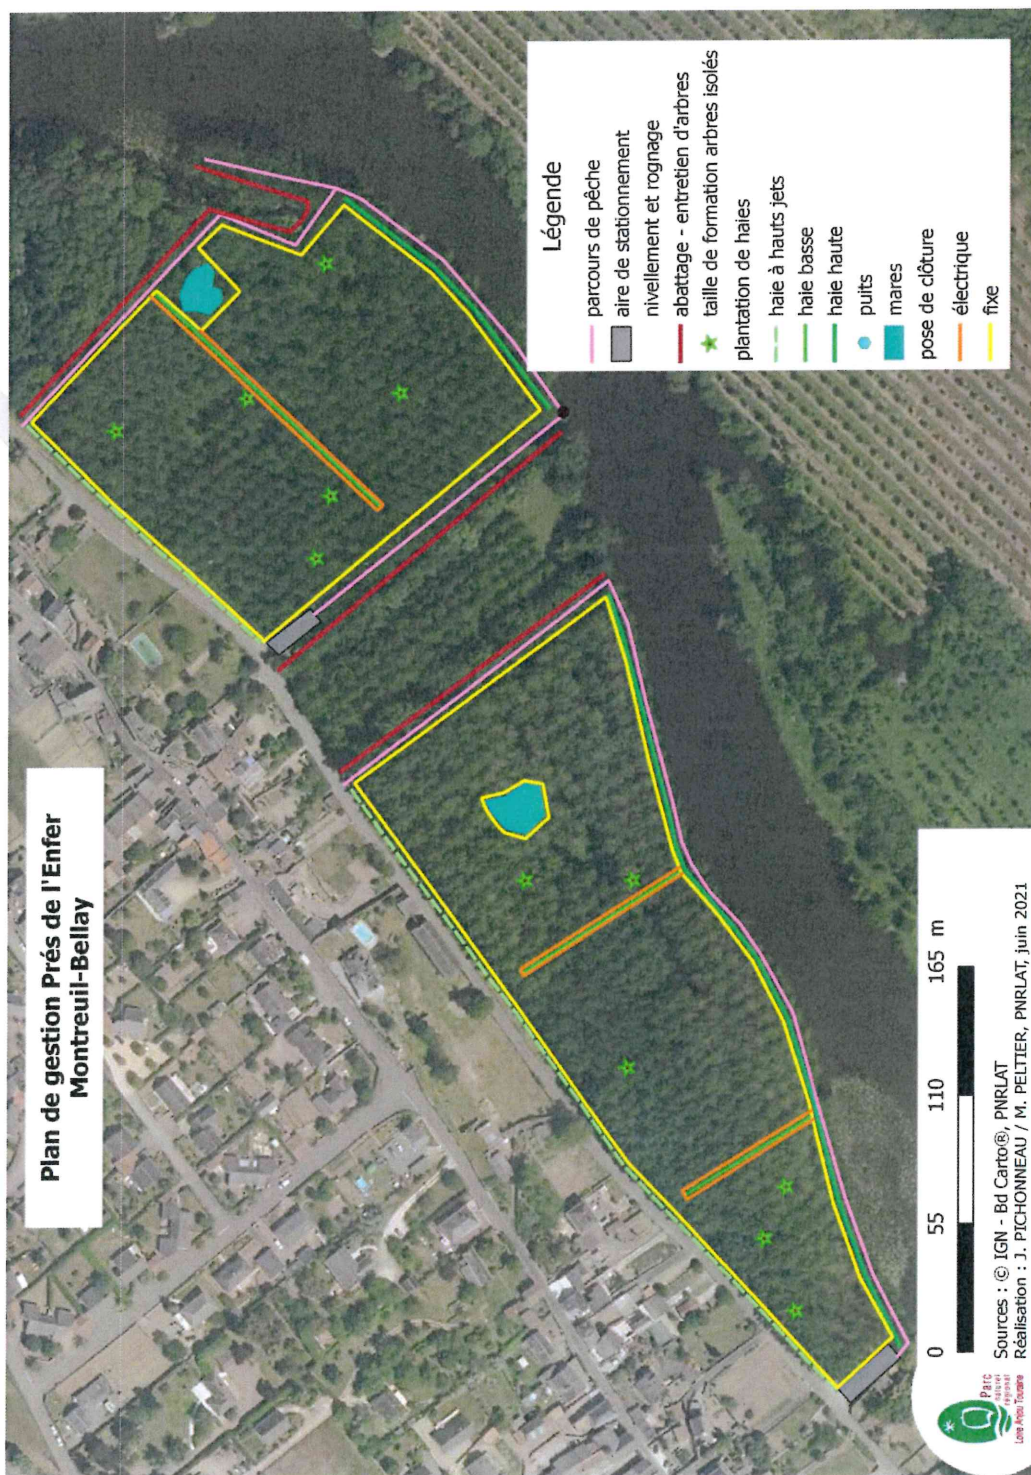 Plan de gestion Prés de l'Enfer
Montreuil-Bellay
Légende
parcours de pêche
aire de stationnement
nivellement et rognage
abattage - entretien d'arbres
taille de formation arbres isolés
plantation de haies
haie à hauts jets
haie basse
haie haute
puits
mares
pose de clôture
électrique
fixe
0 55 110 165 m
Sources : © IGN - Bd Carto®, PNRLAT
Réalisation : J. PICHONNEAU / M. PELTIER, PNRLAT, juin 2021
Parc
naturel
régional
Loire Anjou Touraine